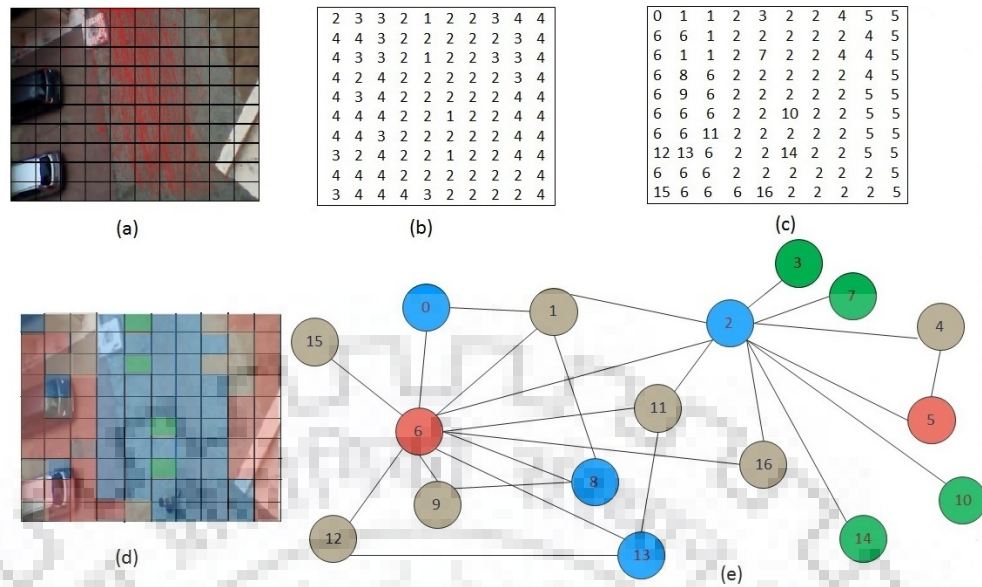 2 3 3 2 1 2 2 3 4 4
4 4 3 2 2 2 2 2 3 4
4 3 3 2 1 2 2 3 3 4
4 2 4 2 2 2 2 2 3 4
4 3 4 2 2 2 2 2 4 4
4 4 4 2 2 1 2 2 4 4
4 4 3 2 2 2 2 2 4 4
3 2 4 2 2 1 2 2 4 4
4 4 4 2 2 2 2 2 2 4
3 4 4 4 3 2 2 2 2 4
(b)
0 1 1 2 3 2 2 4 5 5
6 6 1 2 2 2 2 2 4 5
6 1 1 2 7 2 2 4 4 5
6 8 6 2 2 2 2 2 4 5
6 9 6 2 2 2 2 2 5 5
6 6 6 2 2 10 2 2 5 5
6 6 11 2 2 2 2 2 5 5
12 13 6 2 2 14 2 2 5 5
6 6 6 2 2 2 2 2 2 5
15 6 6 6 16 2 2 2 2 5
(c)
(a)
(d)
3
7
0
1
2
4
15
11
5
6
16
8
9
10
12
13
14
(e)